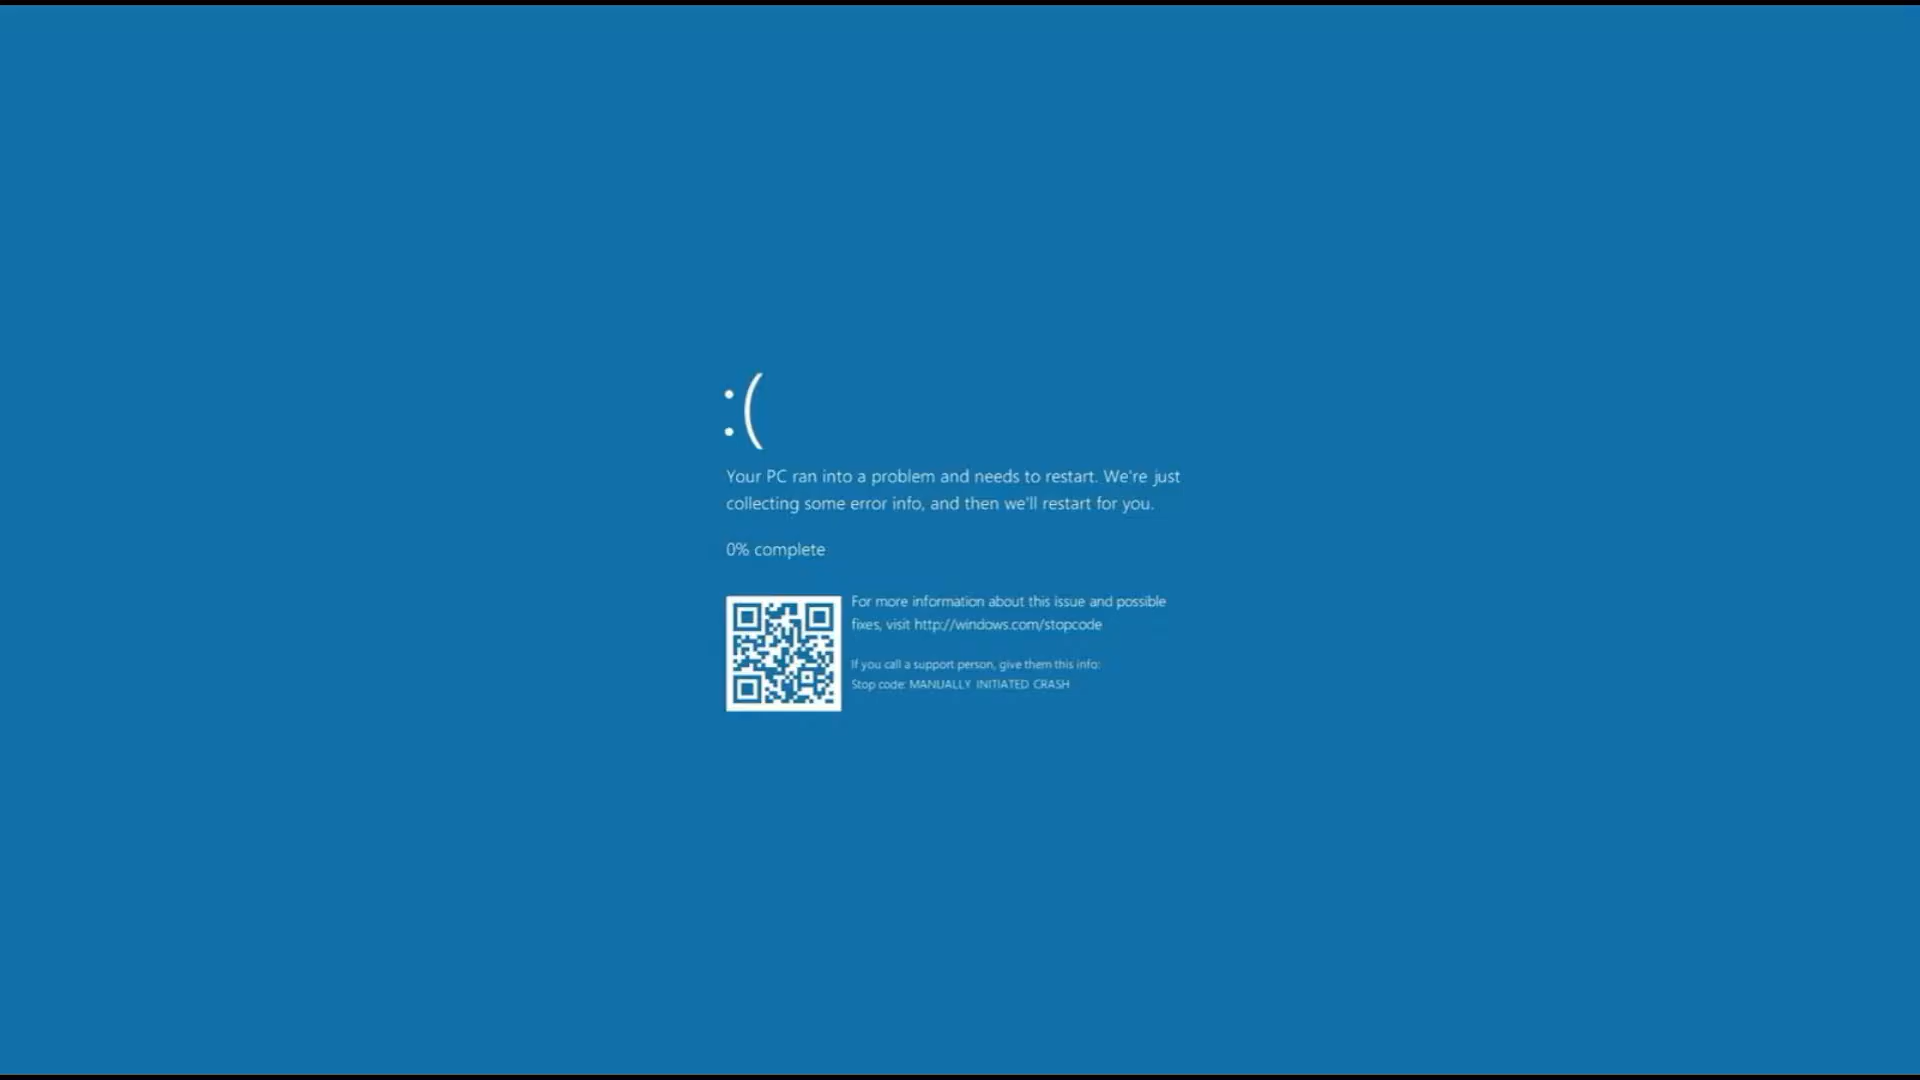 :(
Your PC ran into a problem and needs to restart. We're just
collecting some error info, and then we'll restart for you.
0% complete
For more information about this issue and possible
fixes, visit http://windows.com/stopcode
If you call a support person, give them this info:
Stop code: MANUALLY INITIATED CRASH